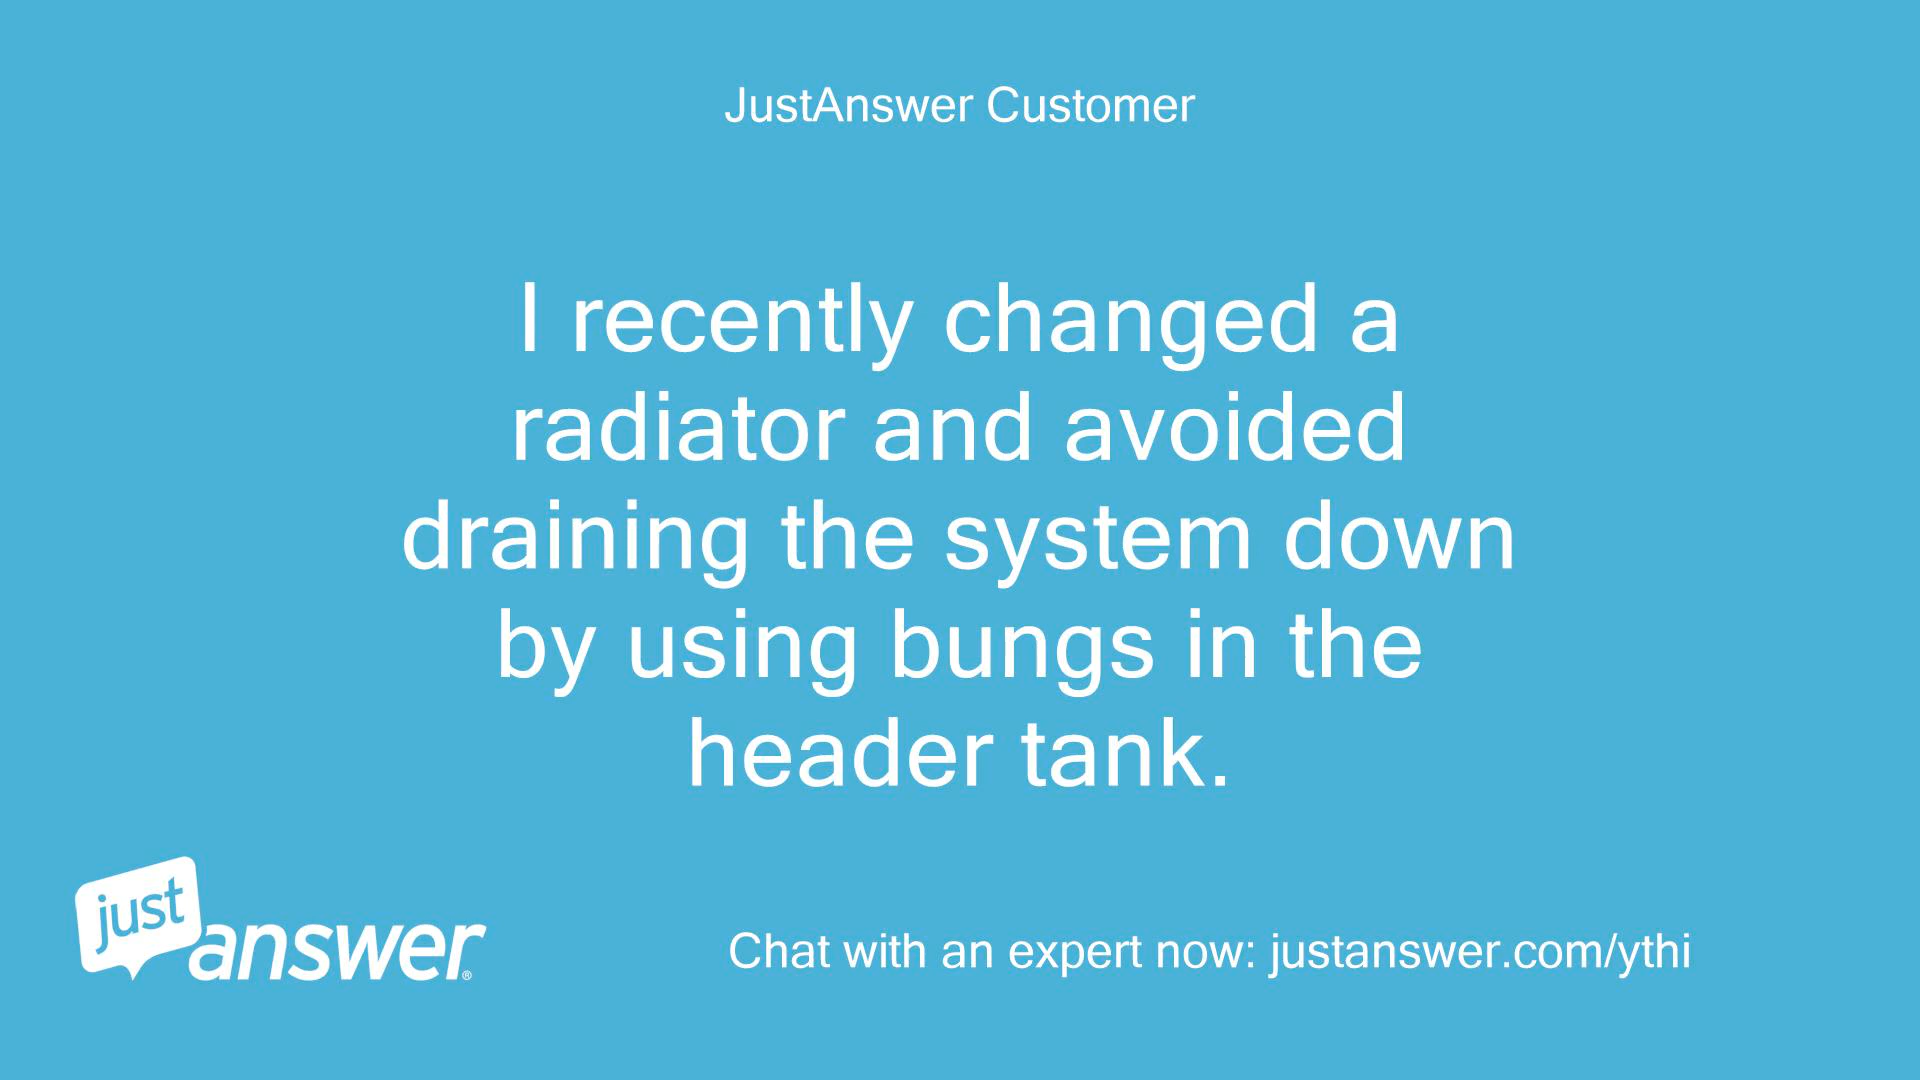 JustAnswer Customer
I recently changed a
radiator and avoided
draining the system down
by using bungs in the
header tank.
just
answer®
Chat with an expert now: justanswer.com/ythi